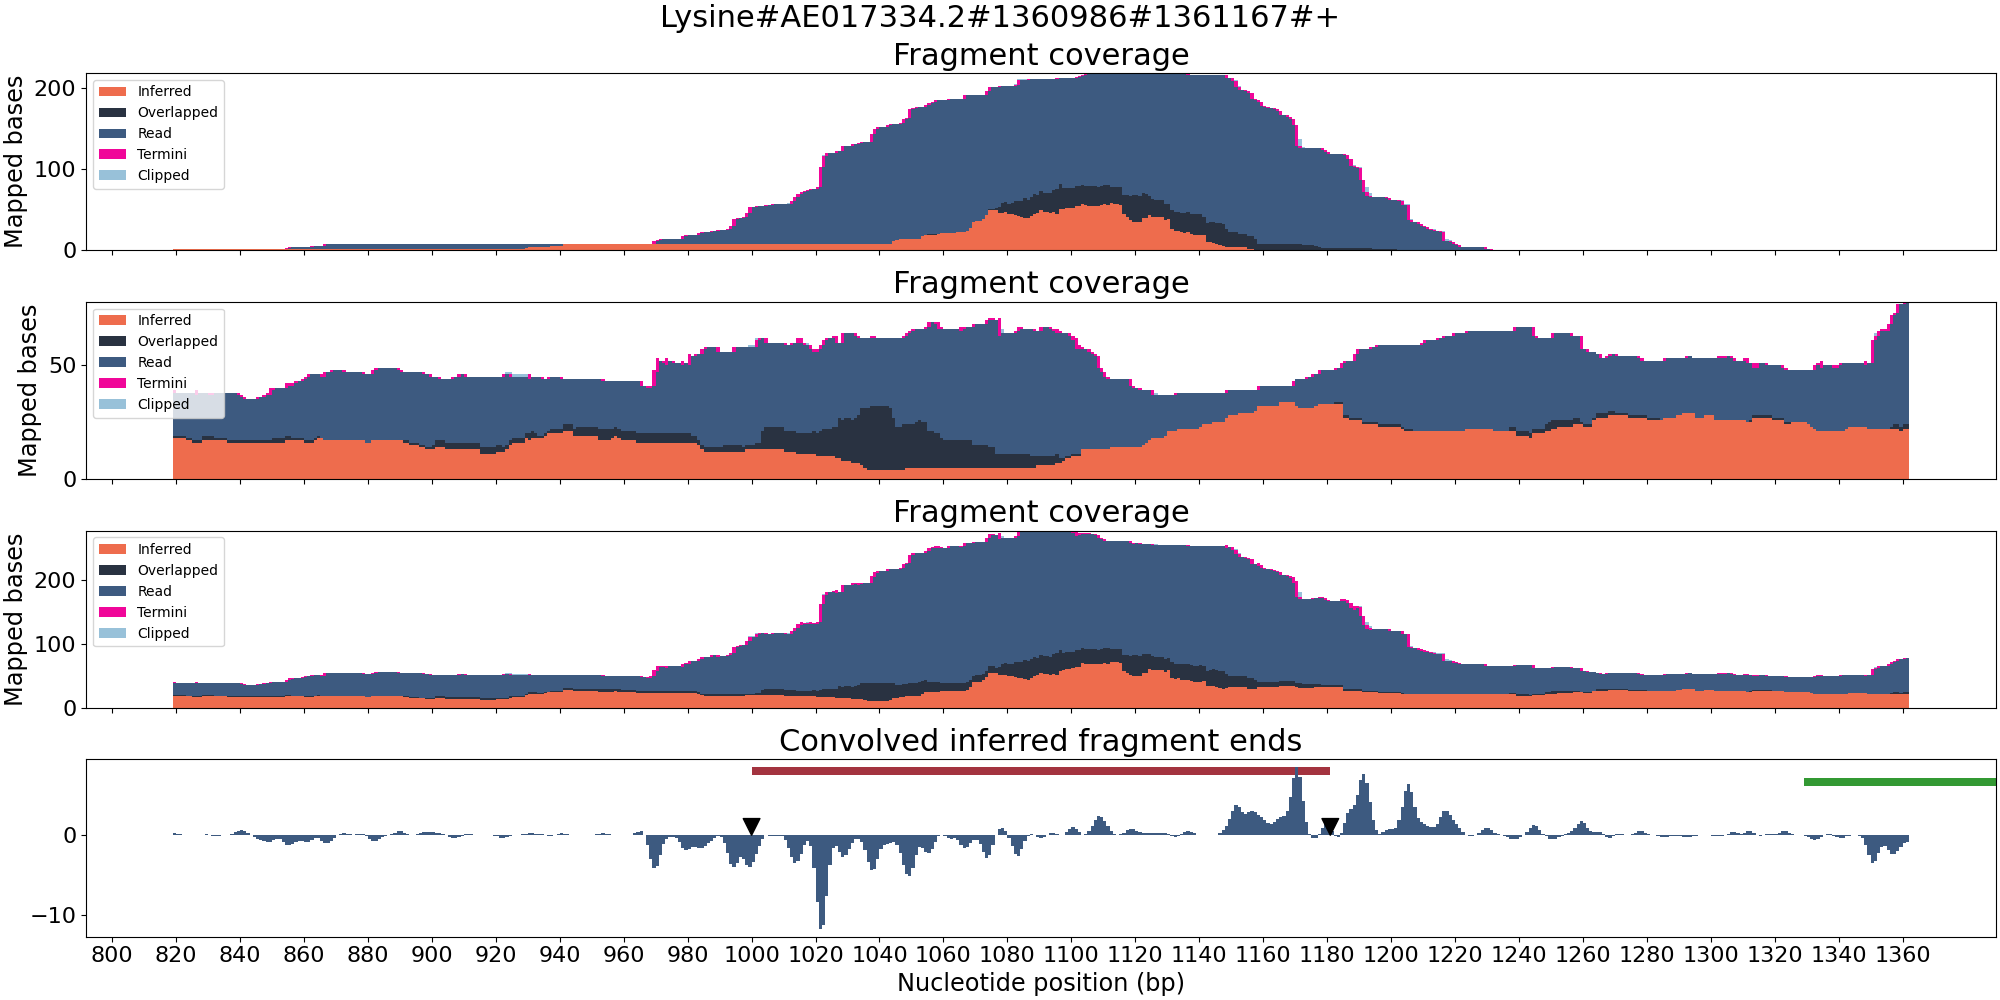 Lysine#AE017334.2#1360986#1361167#+
Fragment coverage
Mapped bases
200
100
0
Inferred
Overlapped
Read
Termini
Clipped
Fragment coverage
Mapped bases
50
0
Inferred
Overlapped
Read
Termini
Clipped
Fragment coverage
Mapped bases
200
100
0
Inferred
Overlapped
Read
Termini
Clipped
Convolved inferred fragment ends
0
−10
800 820 840 860 880 900 920 940 960 980 1000 1020 1040 1060 1080 1100 1120 1140 1160 1180 1200 1220 1240 1260 1280 1300 1320 1340 1360
Nucleotide position (bp)